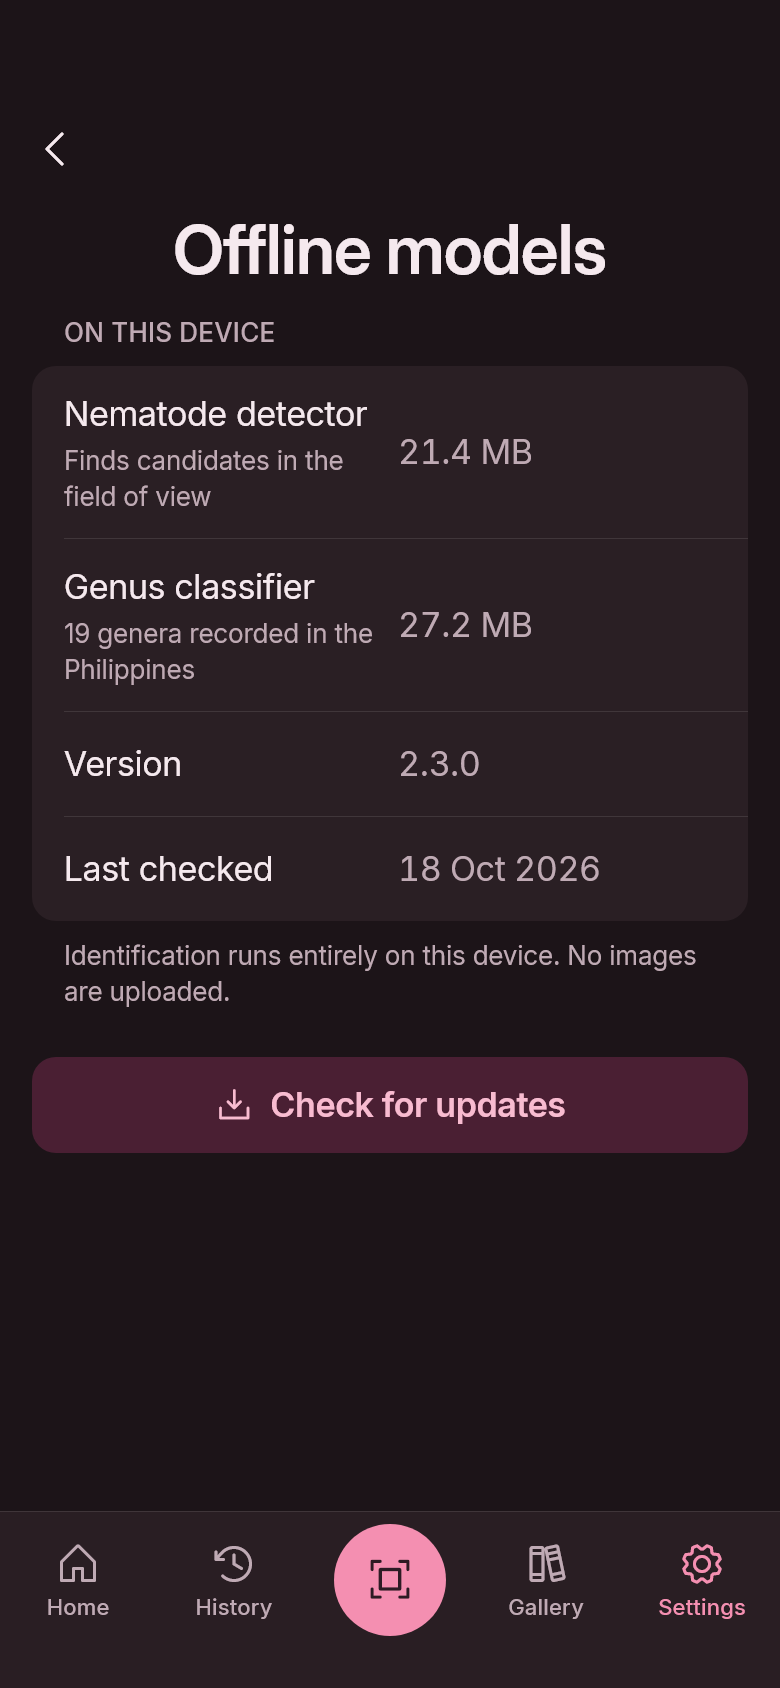 Offline models
ON THIS DEVICE
Nematode detector
Finds candidates in the
field of view
21.4 MB
Genus classifier
19 genera recorded in the
Philippines
27.2 MB
Version
2.3.0
Last checked
18 Oct 2026
Identification runs entirely on this device. No images
are uploaded.
Check for updates
Home
History
Gallery
Settings